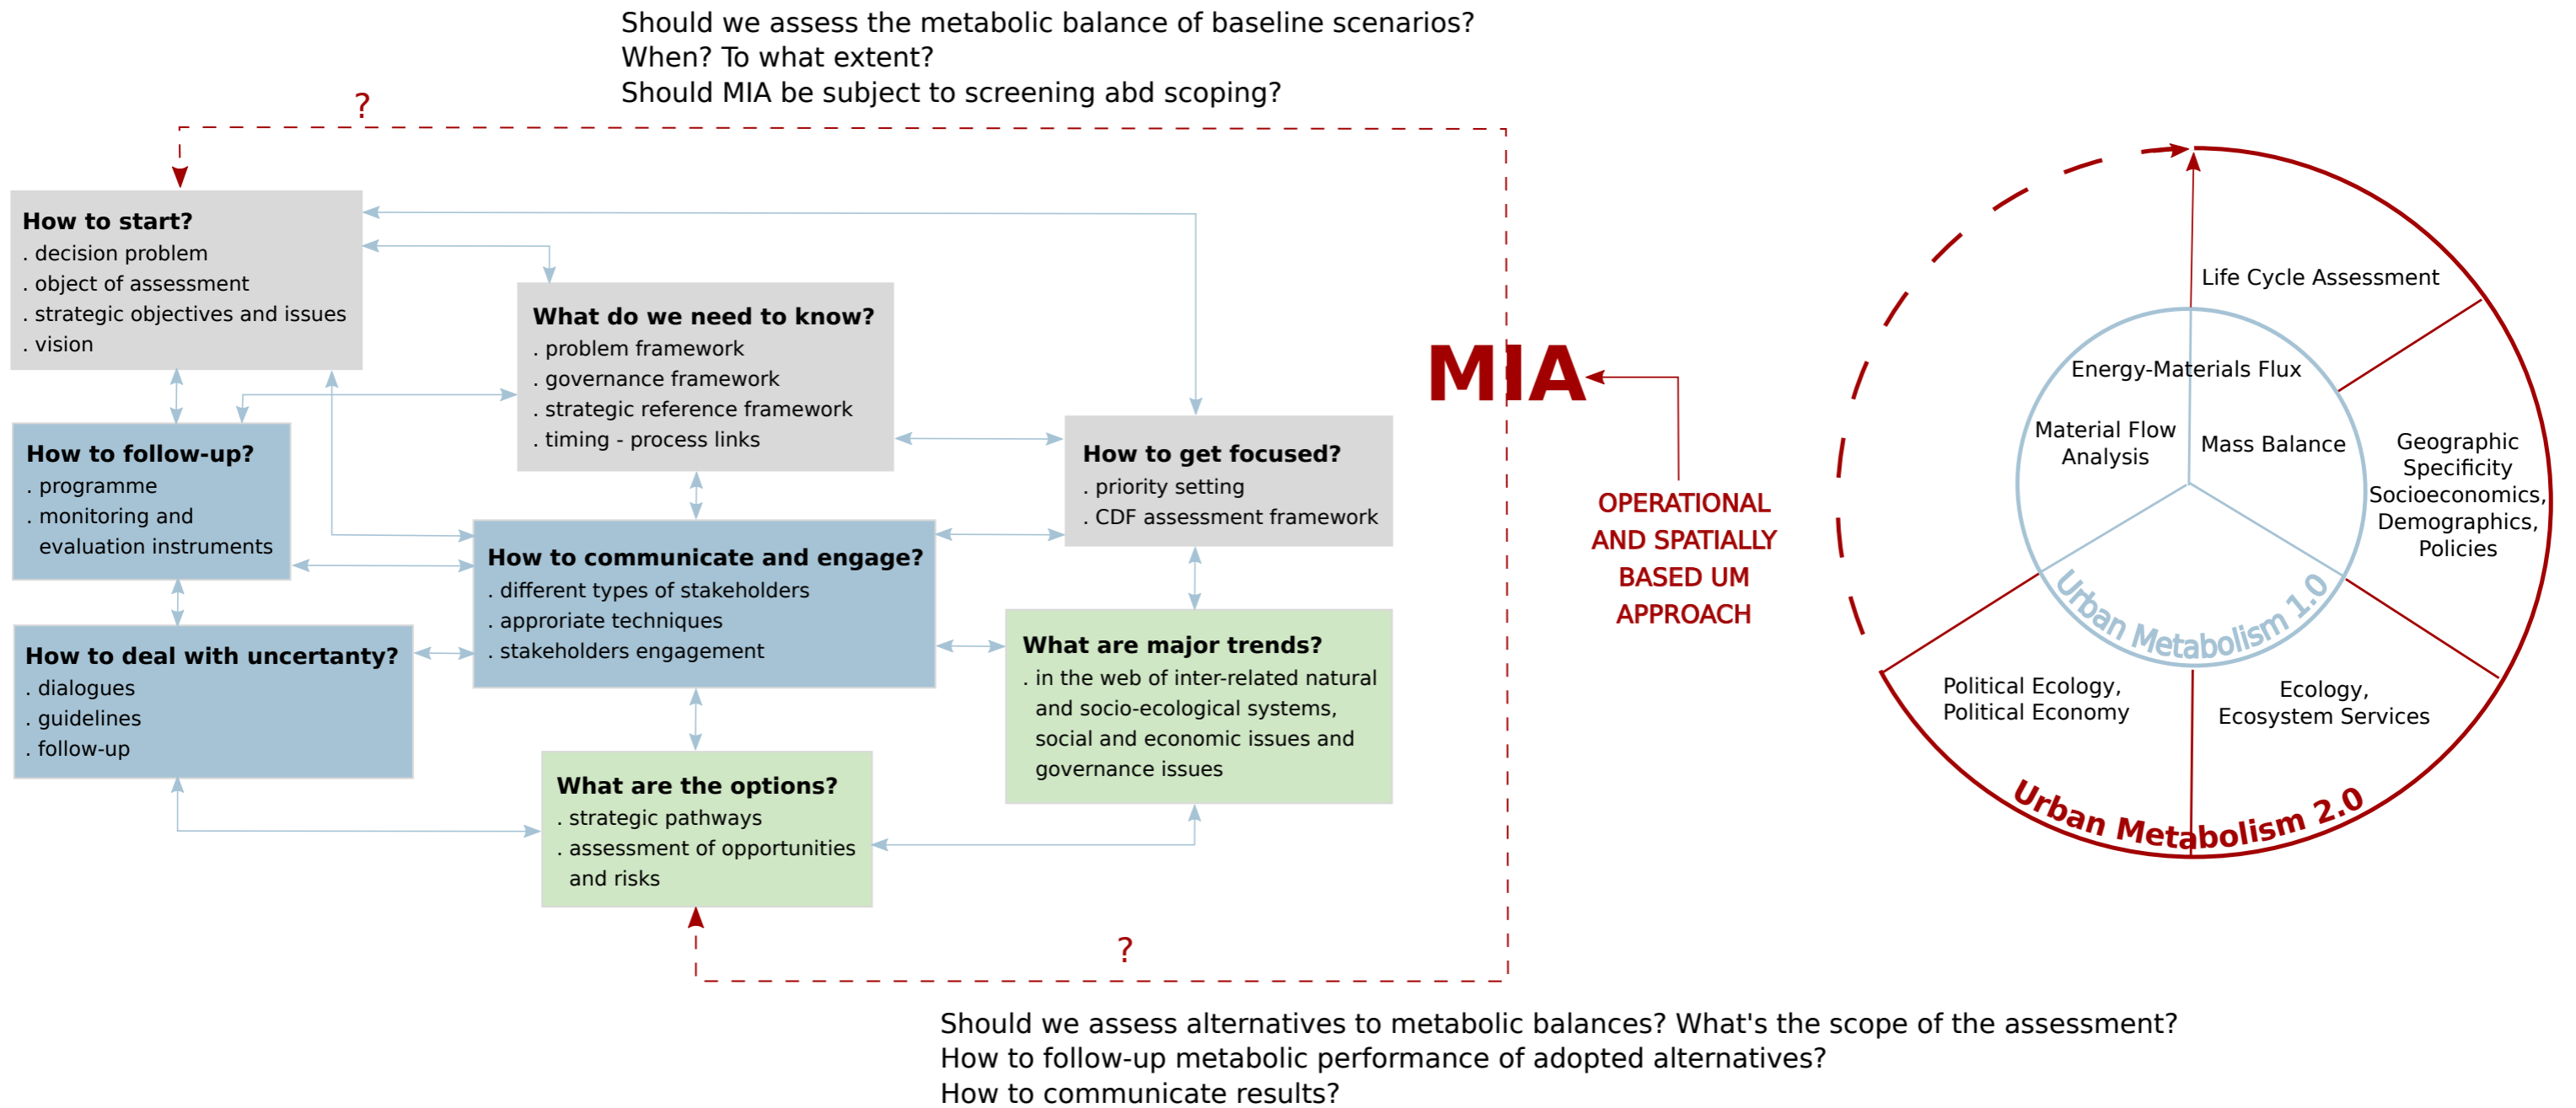 Should we assess the metabolic balance of baseline scenarios?
When? To what extent?
Should MIA be subject to screening abd scoping?
?
How to start?
. decision problem
. object of assessment
. strategic objectives and issues
. vision
What do we need to know?
. problem framework
. governance framework
. strategic reference framework
. timing - process links
How to follow-up?
. programme
. monitoring and
evaluation instruments
How to get focused?
. priority setting
. CDF assessment framework
How to communicate and engage?
. different types of stakeholders
. approriate techniques
. stakeholders engagement
How to deal with uncertanty?
. dialogues
. guidelines
. follow-up
What are major trends?
. in the web of inter-related natural
and socio-ecological systems,
social and economic issues and
governance issues
What are the options?
. strategic pathways
. assessment of opportunities
and risks
?
MIA
OPERATIONAL
AND SPATIALLY
BASED UM
APPROACH
Life Cycle Assessment
Energy-Materials Flux
Material Flow
Analysis
Mass Balance
Geographic
Specificity
Socioeconomics,
Demographics,
Policies
Urban Metabolism 1.0
Political Ecology,
Political Economy
Ecology,
Ecosystem Services
Urban Metabolism 2.0
Should we assess alternatives to metabolic balances? What's the scope of the assessment?
How to follow-up metabolic performance of adopted alternatives?
How to communicate results?